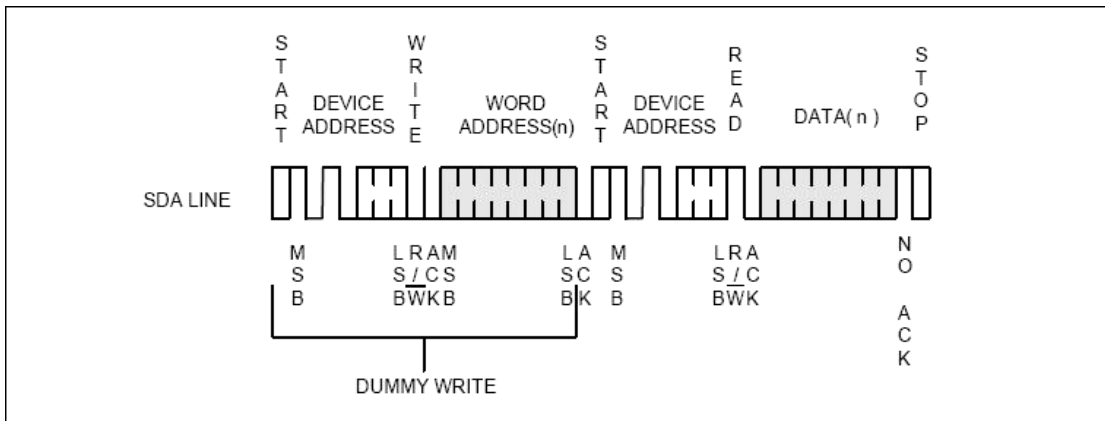 START
DEVICE
ADDRESS
WRITE
WORD
ADDRESS(n)
START
DEVICE
ADDRESS
READ
DATA( n )
STOP
SDA LINE
MSB
LSB
R/W̅
ACK
MSB
LSB
ACK
MSB
LSB
R/W̅
ACK
NO ACK
DUMMY WRITE